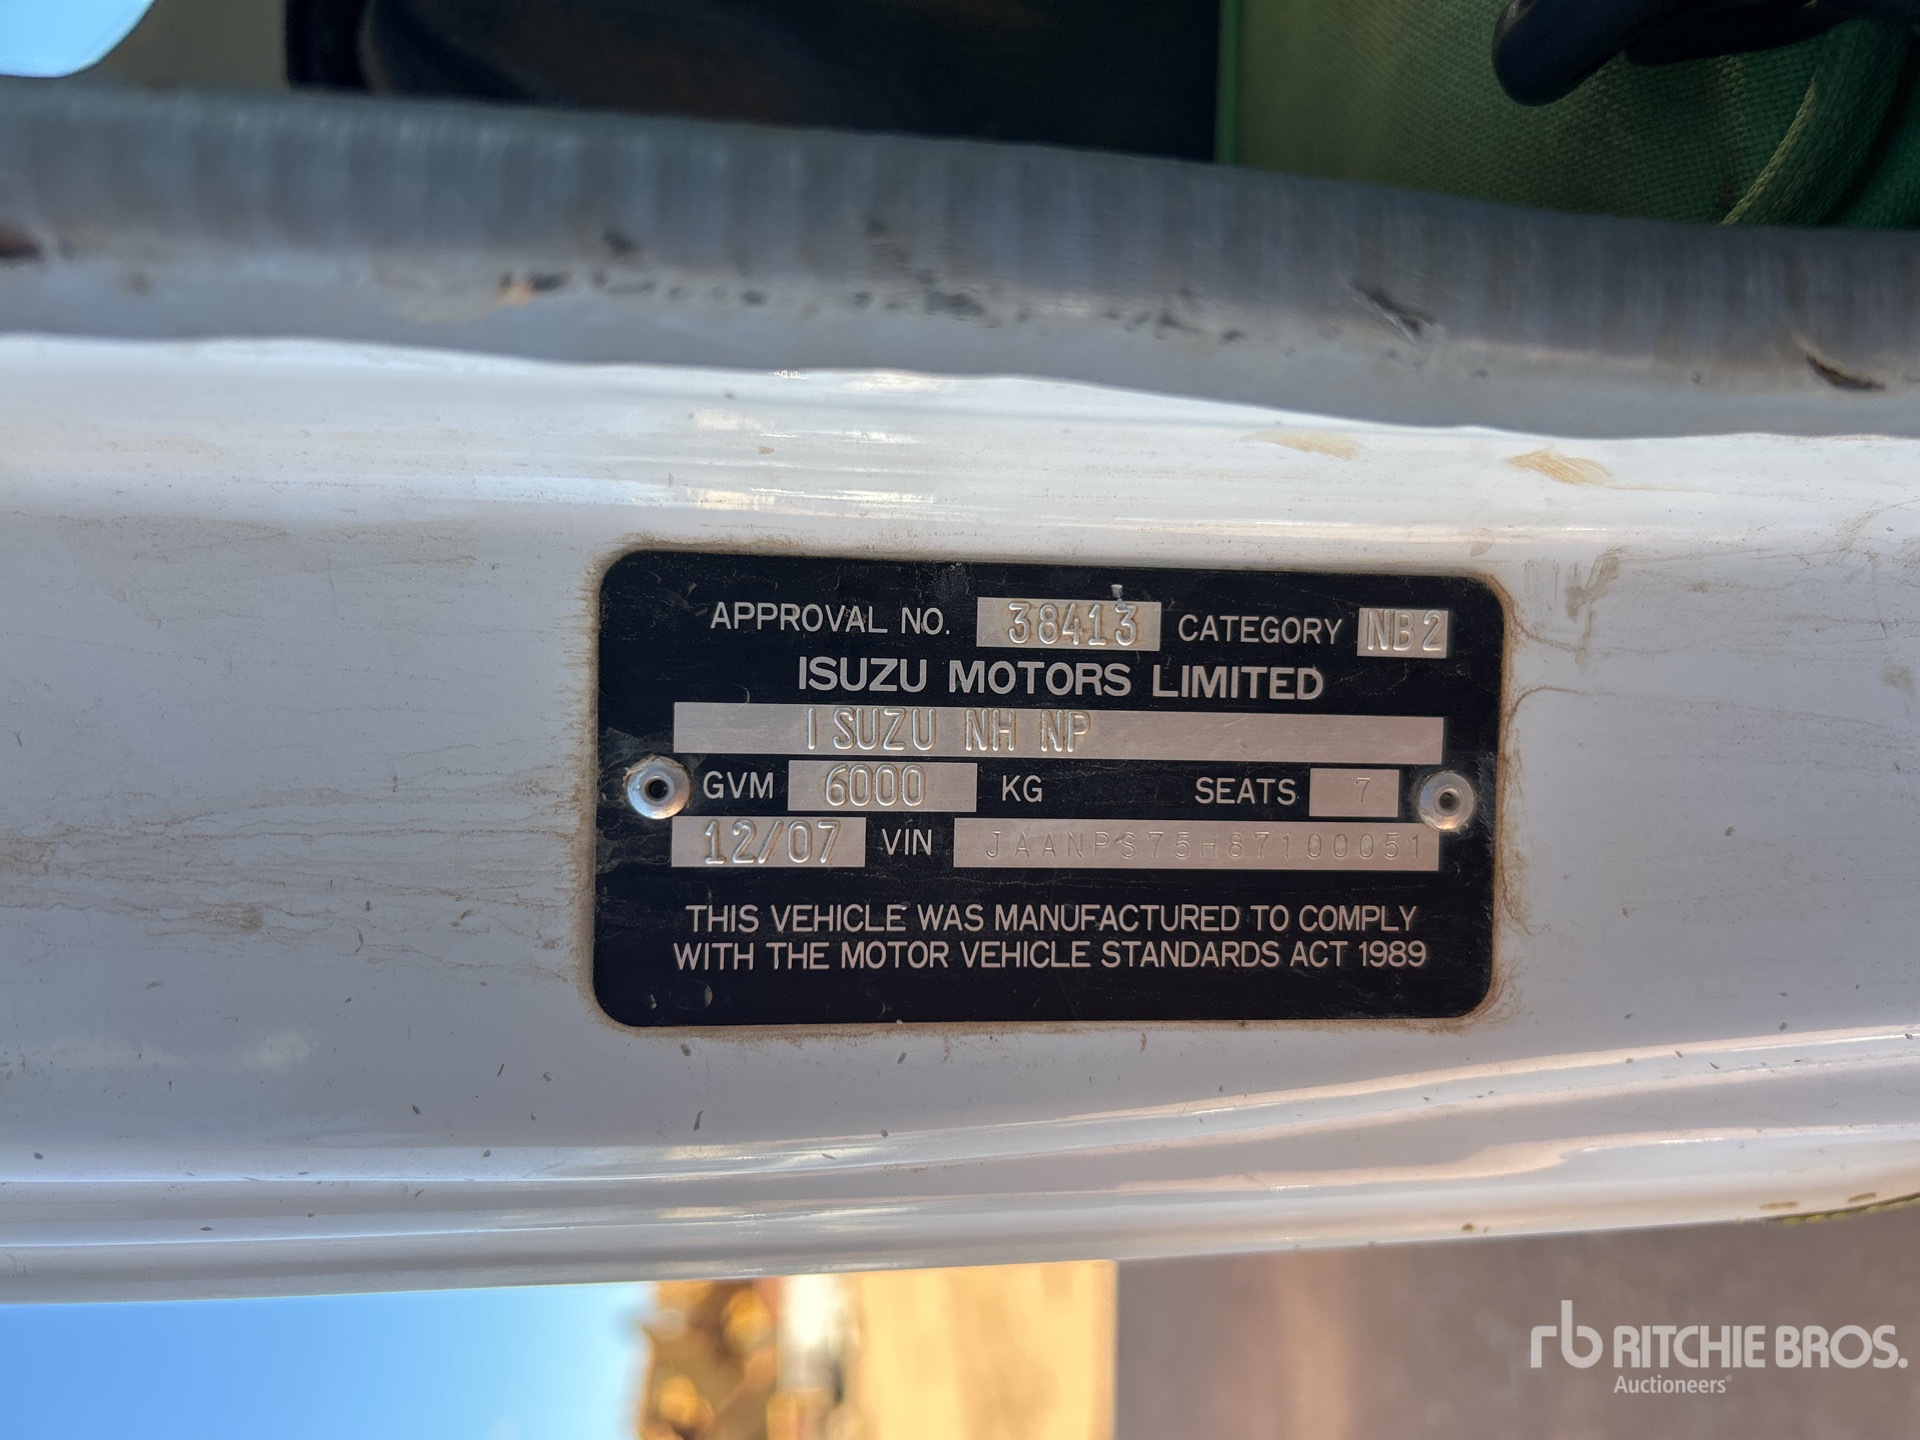 APPROVAL NO. 38413 CATEGORY NB2
ISUZU MOTORS LIMITED
ISUZU NH NP
GVM 6000 KG SEATS 7
12/07 VIN JAANPS75H87100051
THIS VEHICLE WAS MANUFACTURED TO COMPLY
WITH THE MOTOR VEHICLE STANDARDS ACT 1989
rb RITCHIE BROS.
Auctioneers